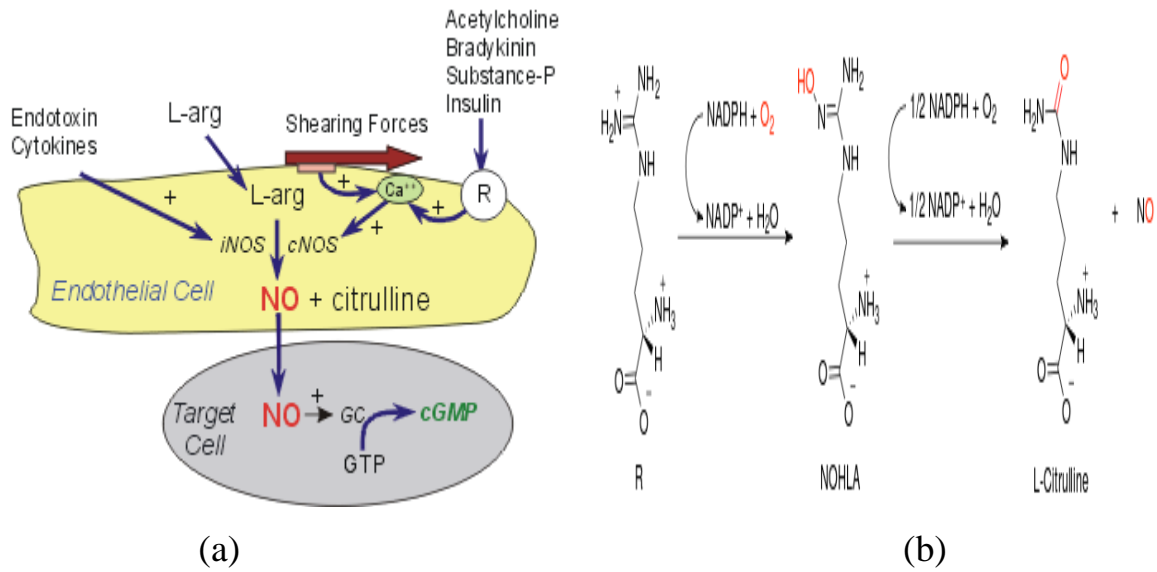 Acetylcholine
Bradykinin
Substance-P
Insulin
Endotoxin
Cytokines
L-arg
Shearing Forces
+
+
L-arg
Ca++
R
+
+
iNOS cNOS
Endothelial Cell
NO + citrulline
Target
Cell
NO
+
GC
cGMP
GTP
(a)
NH2
+
H2N
NH
+
NH3
H
O
-
O
R
NADPH + O2
NADP+ + H2O
HO
NH2
N
NH
+
NH3
H
O
-
O
NOHLA
1/2 NADPH + O2
1/2 NADP+ + H2O
O
H2N
NH
+
NH3
H
O
-
O
L-Citrulline
+ NO
(b)